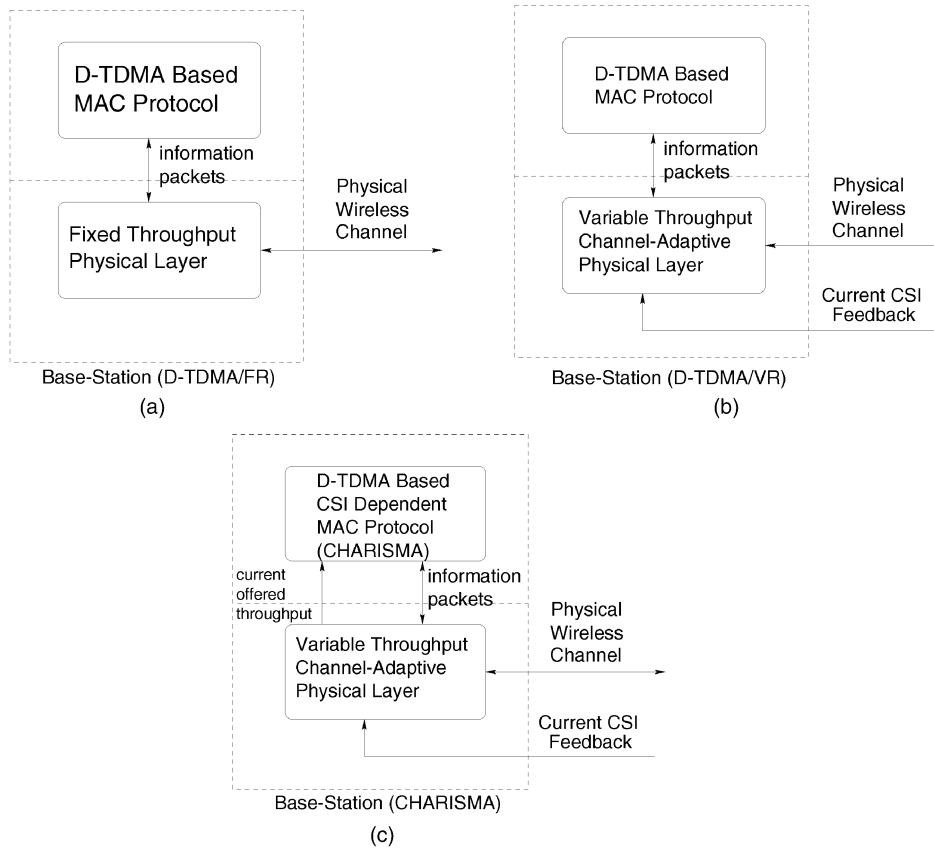 D-TDMA Based
MAC Protocol
information
packets
Fixed Throughput
Physical Layer
Physical
Wireless
Channel
Base-Station (D-TDMA/FR)
(a)
D-TDMA Based
MAC Protocol
information
packets
Variable Throughput
Channel-Adaptive
Physical Layer
Physical
Wireless
Channel
Current CSI
Feedback
Base-Station (D-TDMA/VR)
(b)
D-TDMA Based
CSI Dependent
MAC Protocol
(CHARISMA)
current
offered
throughput
information
packets
Variable Throughput
Channel-Adaptive
Physical Layer
Physical
Wireless
Channel
Current CSI
Feedback
Base-Station (CHARISMA)
(c)